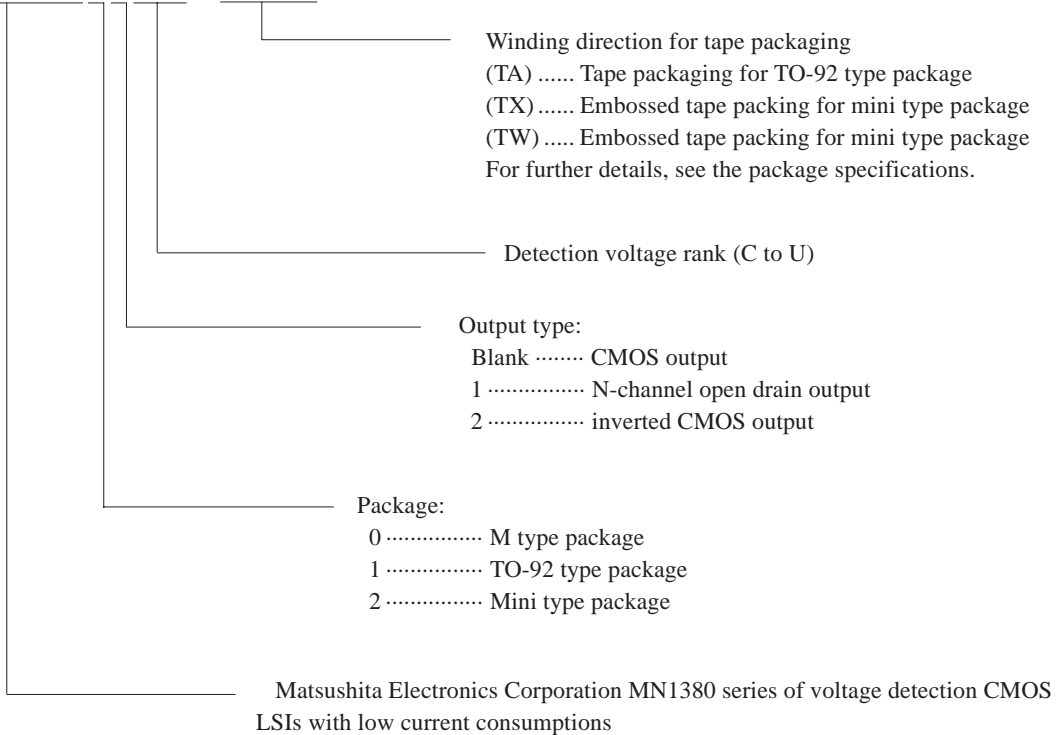 Winding direction for tape packaging
(TA) ...... Tape packaging for TO-92 type package
(TX) ...... Embossed tape packing for mini type package
(TW) ..... Embossed tape packing for mini type package
For further details, see the package specifications.
Detection voltage rank (C to U)
Output type:
Blank ········ CMOS output
1 ················ N-channel open drain output
2 ················ inverted CMOS output
Package:
0 ················ M type package
1 ················ TO-92 type package
2 ················ Mini type package
Matsushita Electronics Corporation MN1380 series of voltage detection CMOS
LSIs with low current consumptions